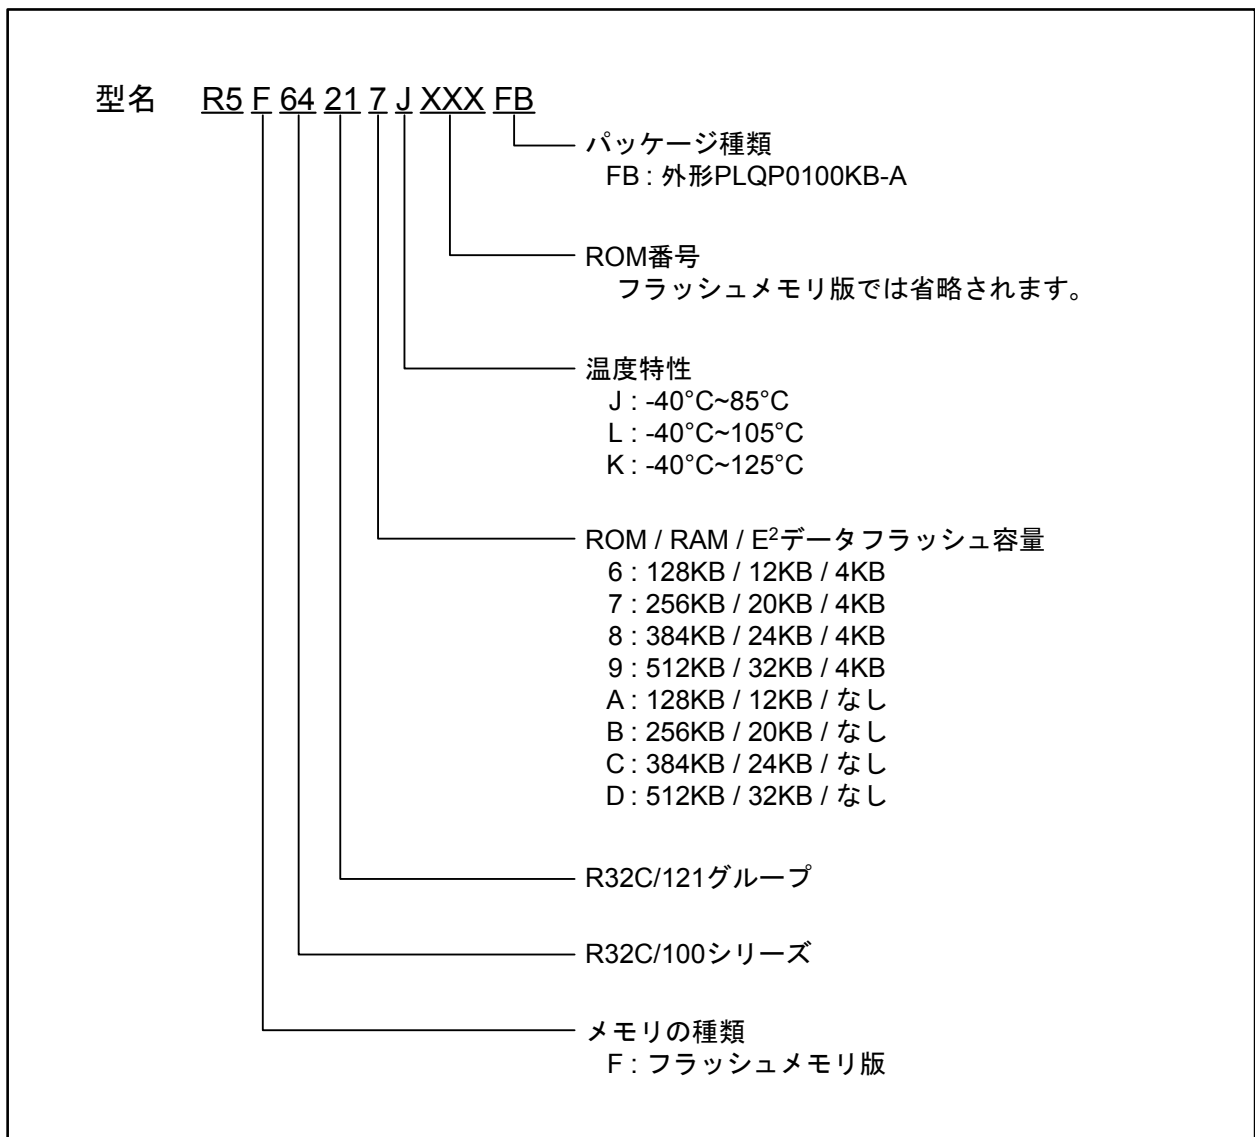 型名 R5 F 64 21 7 J XXX FB
パッケージ種類
FB : 外形PLQP0100KB-A
ROM番号
フラッシュメモリ版では省略されます。
温度特性
J : -40°C~85°C
L : -40°C~105°C
K : -40°C~125°C
ROM / RAM / E²データフラッシュ容量
6 : 128KB / 12KB / 4KB
7 : 256KB / 20KB / 4KB
8 : 384KB / 24KB / 4KB
9 : 512KB / 32KB / 4KB
A : 128KB / 12KB / なし
B : 256KB / 20KB / なし
C : 384KB / 24KB / なし
D : 512KB / 32KB / なし
R32C/121グループ
R32C/100シリーズ
メモリの種類
F : フラッシュメモリ版